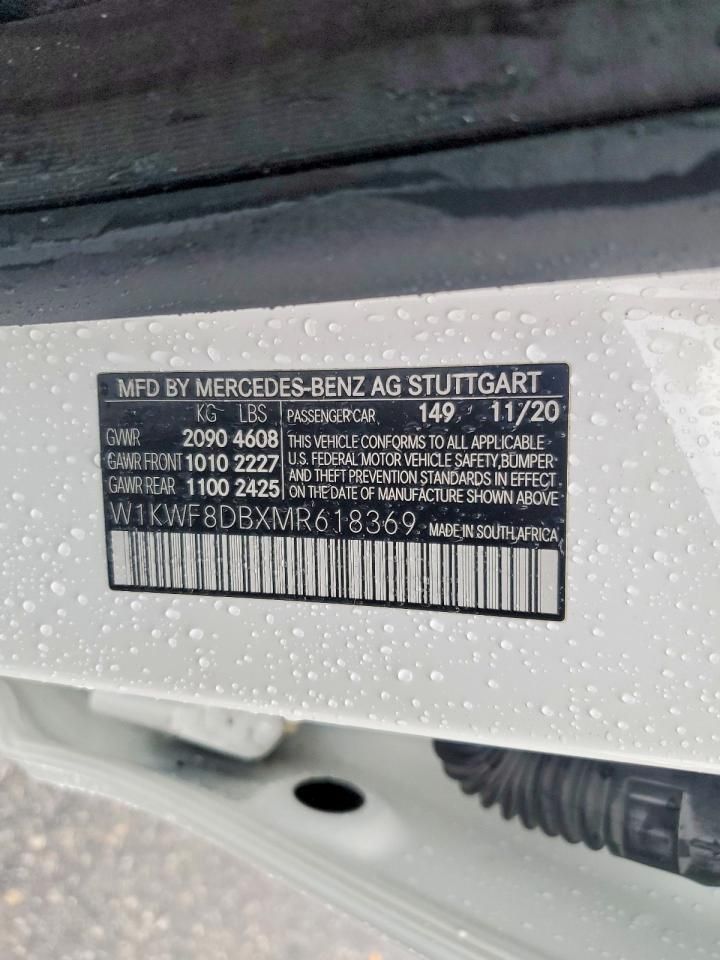 MFD BY MERCEDES-BENZ AG STUTTGART
KG LBS PASSENGER CAR 149 11/20
GVWR 2090 4608 THIS VEHICLE CONFORMS TO ALL APPLICABLE
GAWR FRONT 1010 2227 U.S. FEDERAL MOTOR VEHICLE SAFETY, BUMPER
GAWR REAR 1100 2425 AND THEFT PREVENTION STANDARDS IN EFFECT
ON THE DATE OF MANUFACTURE SHOWN ABOVE
W1KWF8DBXMR618369 MADE IN SOUTH AFRICA